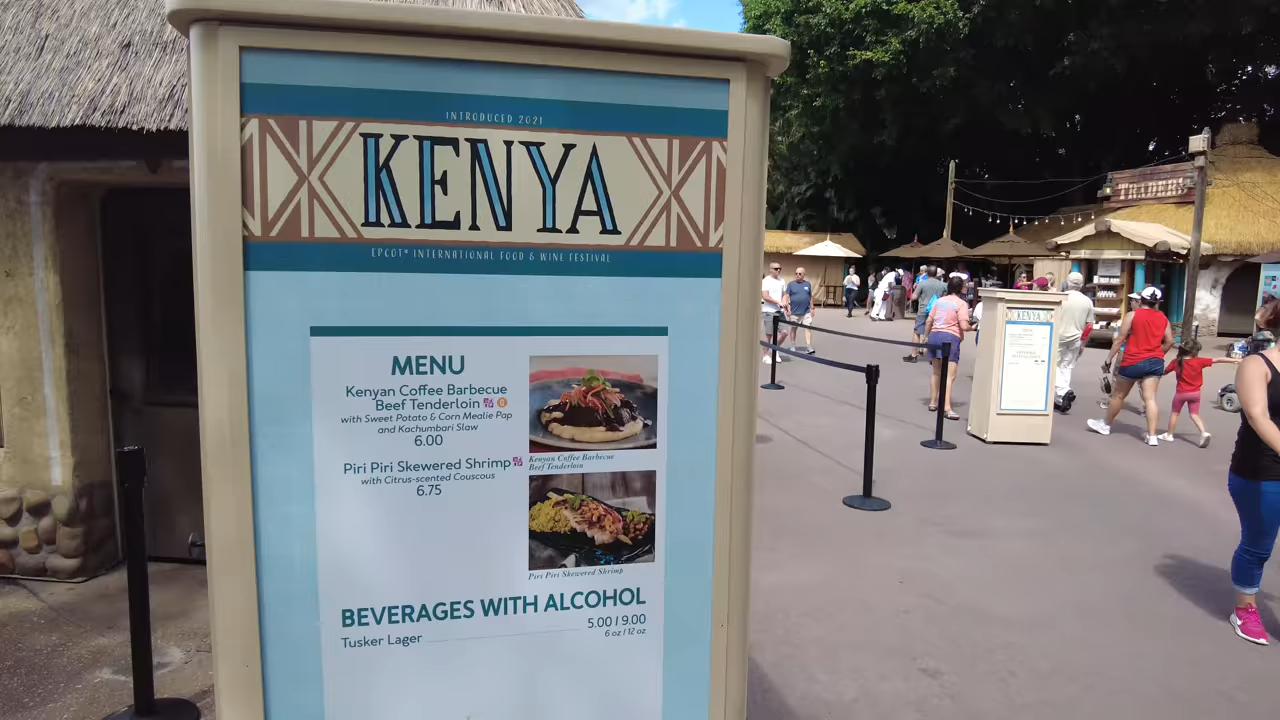 INTRODUCED 2021
KENYA
EPCOT® INTERNATIONAL FOOD & WINE FESTIVAL
MENU
Kenyan Coffee Barbecue
Beef Tenderloin
with Sweet Potato & Corn Mealie Pap
and Kachumbari Slaw
6.00
Piri Piri Skewered Shrimp
with Citrus-scented Couscous
6.75
Kenyan Coffee Barbecue
Beef Tenderloin
Piri Piri Skewered Shrimp
BEVERAGES WITH ALCOHOL
Tusker Lager 5.00 / 9.00
6 oz / 12 oz
KENYA